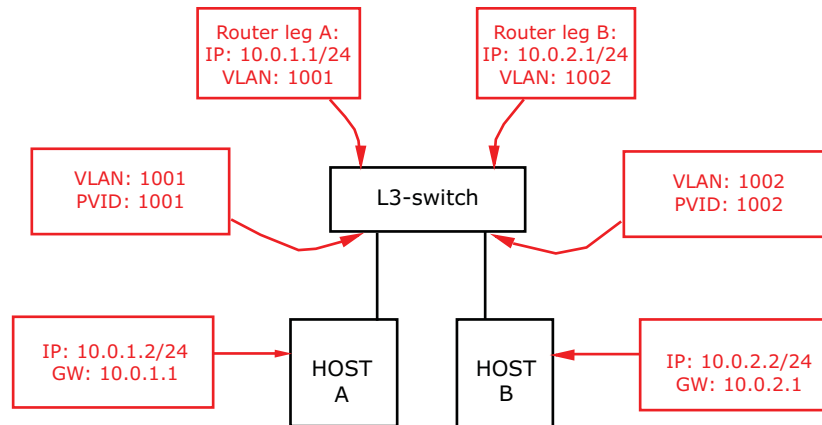 Router leg A:
IP: 10.0.1.1/24
VLAN: 1001
Router leg B:
IP: 10.0.2.1/24
VLAN: 1002
VLAN: 1001
PVID: 1001
L3-switch
VLAN: 1002
PVID: 1002
IP: 10.0.1.2/24
GW: 10.0.1.1
HOST
A
HOST
B
IP: 10.0.2.2/24
GW: 10.0.2.1